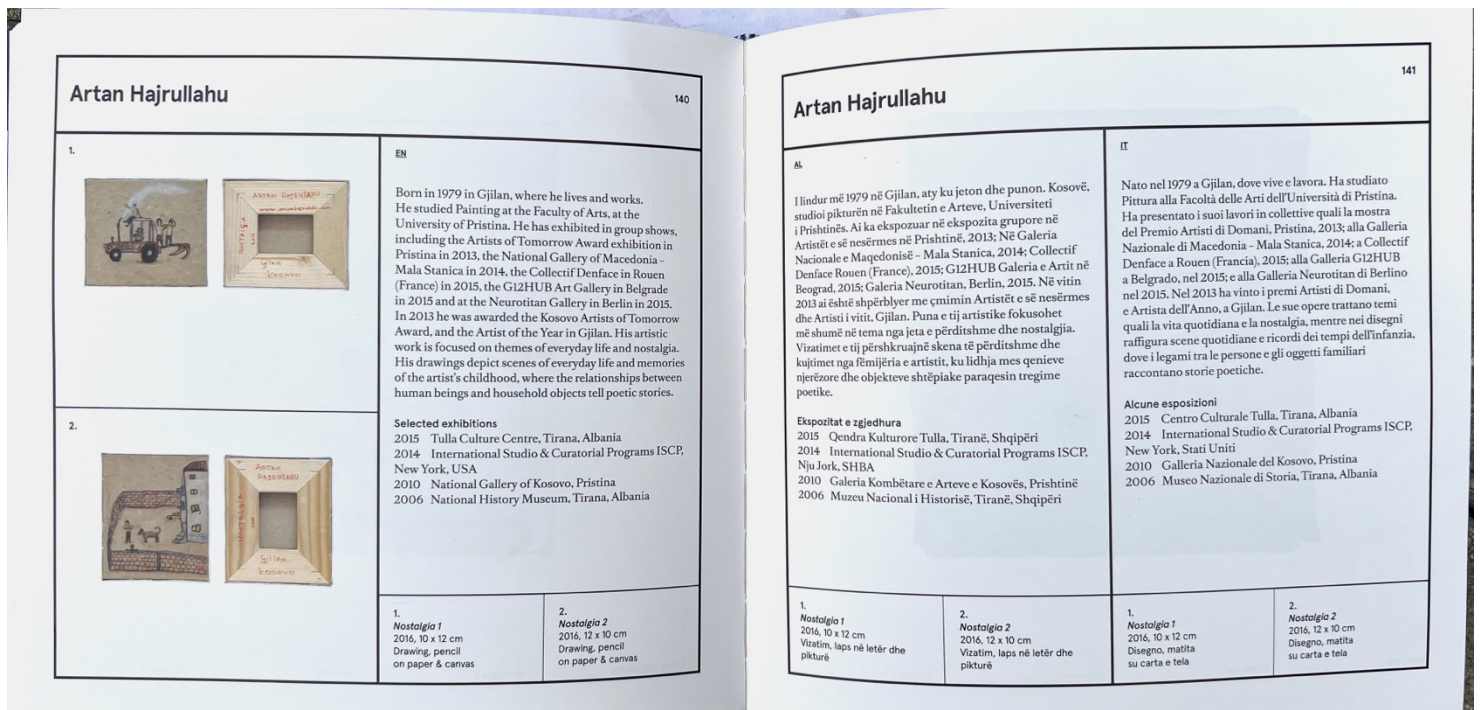 Artan Hajrullahu
140
1.
ARTAN HAJRULLAHU
NOSTALGIA
Gjilan
KOSOVO
2.
ARTAN
HAJRULLAHU
NOSTALGIA
Gjilan
KOSOVO
EN
Born in 1979 in Gjilan, where he lives and works.
He studied Painting at the Faculty of Arts, at the
University of Pristina. He has exhibited in group shows,
including the Artists of Tomorrow Award exhibition in
Pristina in 2013, the National Gallery of Macedonia –
Mala Stanica in 2014, the Collectif Denface in Rouen
(France) in 2015, the G12HUB Art Gallery in Belgrade
in 2015 and at the Neurotitan Gallery in Berlin in 2015.
In 2013 he was awarded the Kosovo Artists of Tomorrow
Award, and the Artist of the Year in Gjilan. His artistic
work is focused on themes of everyday life and nostalgia.
His drawings depict scenes of everyday life and memories
of the artist's childhood, where the relationships between
human beings and household objects tell poetic stories.
Selected exhibitions
2015 Tulla Culture Centre, Tirana, Albania
2014 International Studio & Curatorial Programs ISCP,
New York, USA
2010 National Gallery of Kosovo, Pristina
2006 National History Museum, Tirana, Albania
1.
Nostalgia 1
2016, 10 x 12 cm
Drawing, pencil
on paper & canvas
2.
Nostalgia 2
2016, 12 x 10 cm
Drawing, pencil
on paper & canvas
Artan Hajrullahu
141
AL
I lindur më 1979 në Gjilan, aty ku jeton dhe punon. Kosovë,
studioi pikturën në Fakultetin e Arteve, Universiteti
i Prishtinës. Ai ka ekspozuar në ekspozita grupore në
Artistët e së nesërmes në Prishtinë, 2013; Në Galeria
Nacionale e Maqedonisë – Mala Stanica, 2014; Collectif
Denface Rouen (France), 2015; G12HUB Galeria e Artit në
Beograd, 2015; Galeria Neurotitan, Berlin, 2015. Në vitin
2013 ai është shpërblyer me çmimin Artistët e së nesërmes
dhe Artisti i vitit, Gjilan. Puna e tij artistike fokusohet
më shumë në tema nga jeta e përditshme dhe nostalgjia.
Vizatimet e tij përshkruajnë skena të përditshme dhe
kujtimet nga fëmijëria e artistit, ku lidhja mes qenieve
njerëzore dhe objekteve shtëpiake paraqesin tregime
poetike.
Ekspozitat e zgjedhura
2015 Qendra Kulturore Tulla, Tiranë, Shqipëri
2014 International Studio & Curatorial Programs ISCP,
Nju Jork, SHBA
2010 Galeria Kombëtare e Arteve e Kosovës, Prishtinë
2006 Muzeu Nacional i Historisë, Tiranë, Shqipëri
1.
Nostalgia 1
2016, 10 x 12 cm
Vizatim, laps në letër dhe
pikturë
2.
Nostalgia 2
2016, 12 x 10 cm
Vizatim, laps në letër dhe
pikturë
IT
Nato nel 1979 a Gjilan, dove vive e lavora. Ha studiato
Pittura alla Facoltà delle Arti dell'Università di Pristina.
Ha presentato i suoi lavori in collettive quali la mostra
del Premio Artisti di Domani, Pristina, 2013; alla Galleria
Nazionale di Macedonia – Mala Stanica, 2014; a Collectif
Denface a Rouen (Francia), 2015; alla Galleria G12HUB
a Belgrado, nel 2015; e alla Galleria Neurotitan di Berlino
nel 2015. Nel 2013 ha vinto i premi Artisti di Domani,
e Artista dell'Anno, a Gjilan. Le sue opere trattano temi
quali la vita quotidiana e la nostalgia, mentre nei disegni
raffigura scene quotidiane e ricordi dei tempi dell'infanzia,
dove i legami tra le persone e gli oggetti familiari
raccontano storie poetiche.
Alcune esposizioni
2015 Centro Culturale Tulla, Tirana, Albania
2014 International Studio & Curatorial Programs ISCP,
New York, Stati Uniti
2010 Galleria Nazionale del Kosovo, Pristina
2006 Museo Nazionale di Storia, Tirana, Albania
1.
Nostalgia 1
2016, 10 x 12 cm
Disegno, matita
su carta e tela
2.
Nostalgia 2
2016, 12 x 10 cm
Disegno, matita
su carta e tela